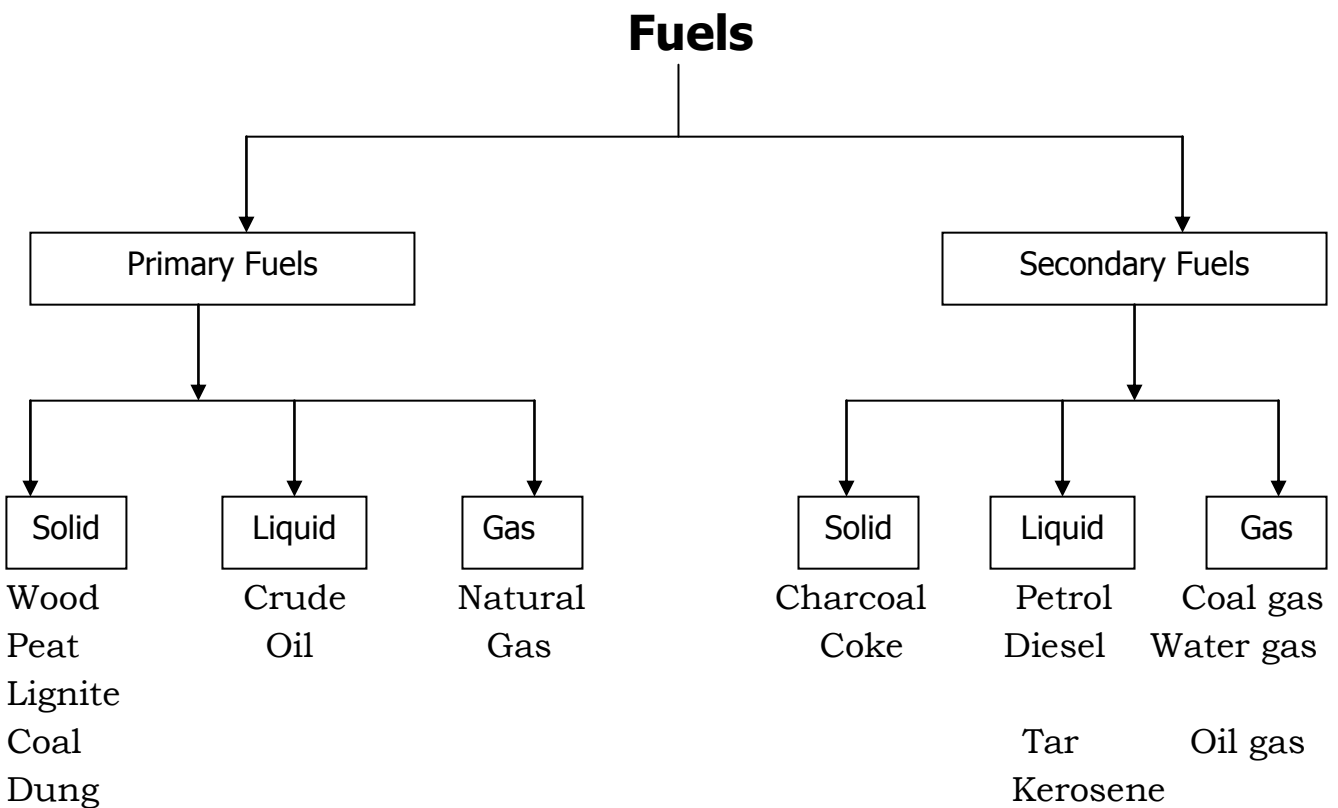 Fuels
Primary Fuels Secondary Fuels
Solid Liquid Gas Solid Liquid Gas
Wood Crude Natural Charcoal Petrol Coal gas
Peat Oil Gas Coke Diesel Water gas
Lignite
Coal Tar Oil gas
Dung Kerosene